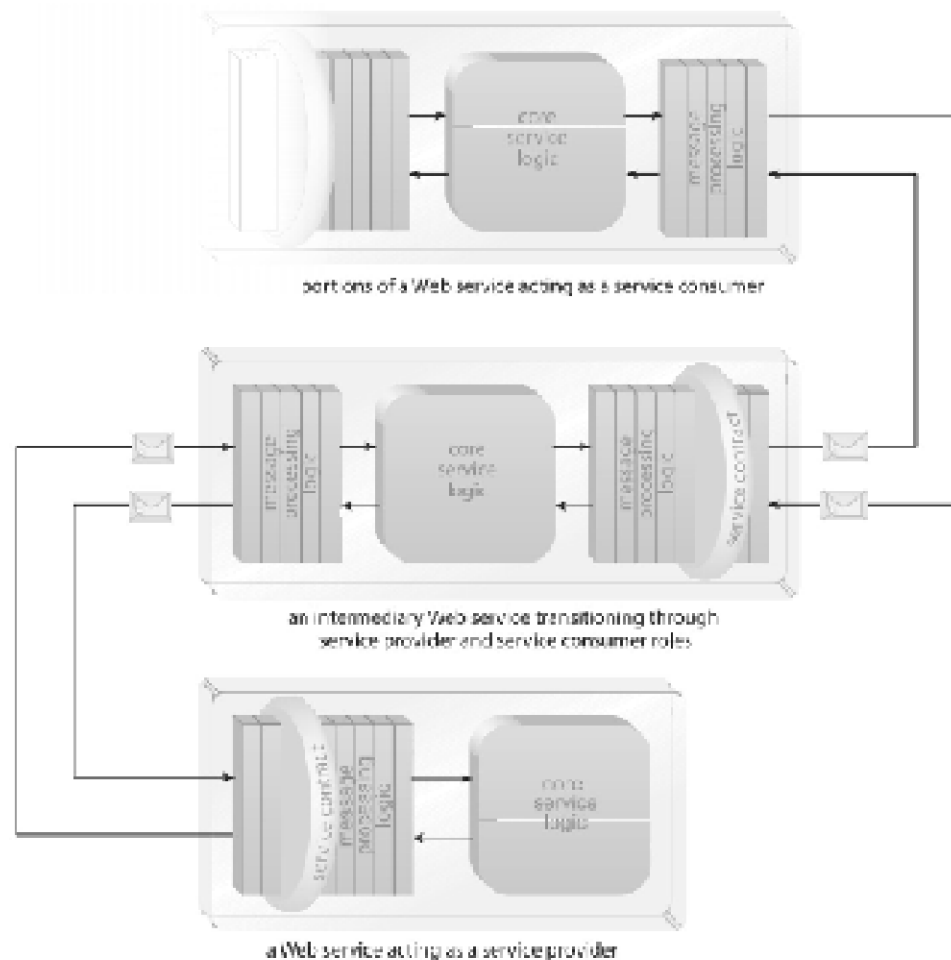 core
service
logic
message
processing
logic
portions of a Web service acting as a service consumer
message
processing
logic
core
service
logic
message
processing
logic
service contract
an intermediary Web service transitioning through
service provider and service consumer roles
service contract
message
processing
logic
core
service
logic
a Web service acting as a service provider